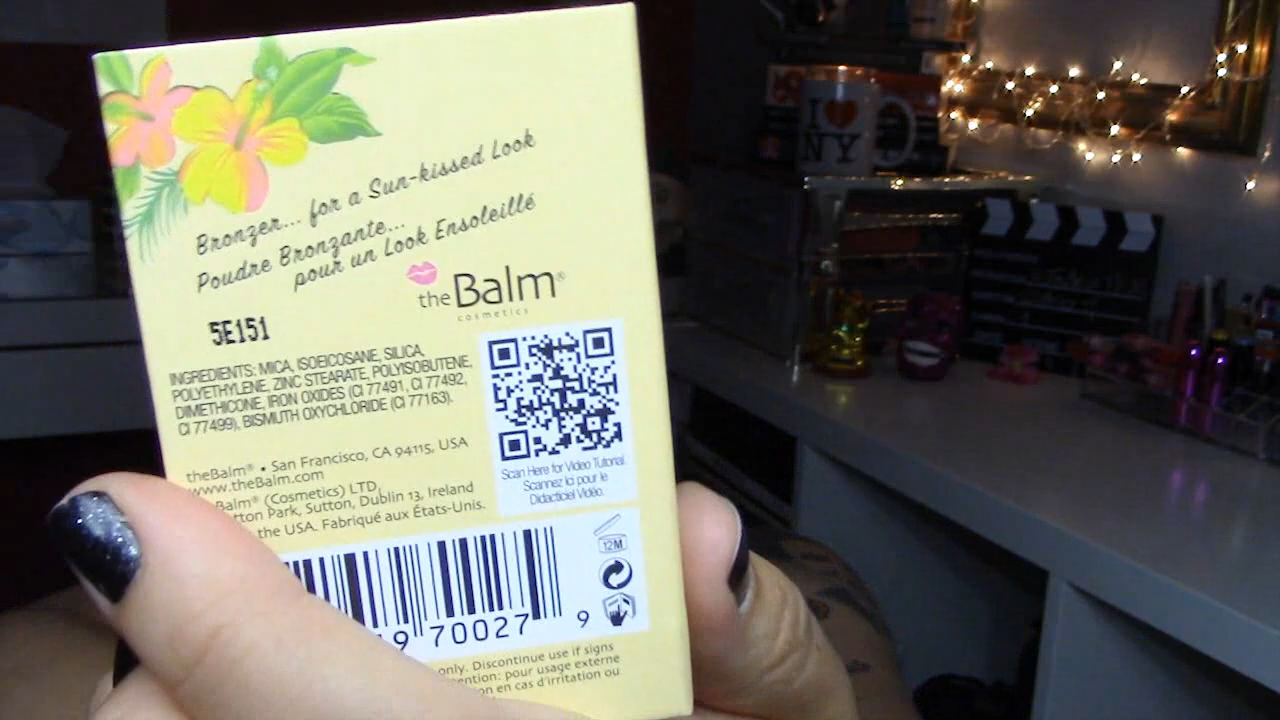 Bronzer... for a Sun-kissed Look
Poudre Bronzante...
pour un Look Ensoleillé
theBalm®
cosmetics
5E151
INGREDIENTS: MICA, ISOEICOSANE, SILICA,
POLYETHYLENE, ZINC STEARATE, POLYISOBUTENE,
DIMETHICONE, IRON OXIDES (CI 77491, CI 77492,
CI 77499), BISMUTH OXYCHLORIDE (CI 77163).
Scan Here for Video Tutorial.
Scannez Ici pour le
Didacticiel Vidéo.
theBalm® • San Francisco, CA 94115, USA
www.theBalm.com
Balm® (Cosmetics) LTD,
tton Park, Sutton, Dublin 13, Ireland
the USA. Fabriqué aux États-Unis.
12M
9 70027 9
only. Discontinue use if signs
ention: pour usage externe
on en cas d'irritation ou
I
NY